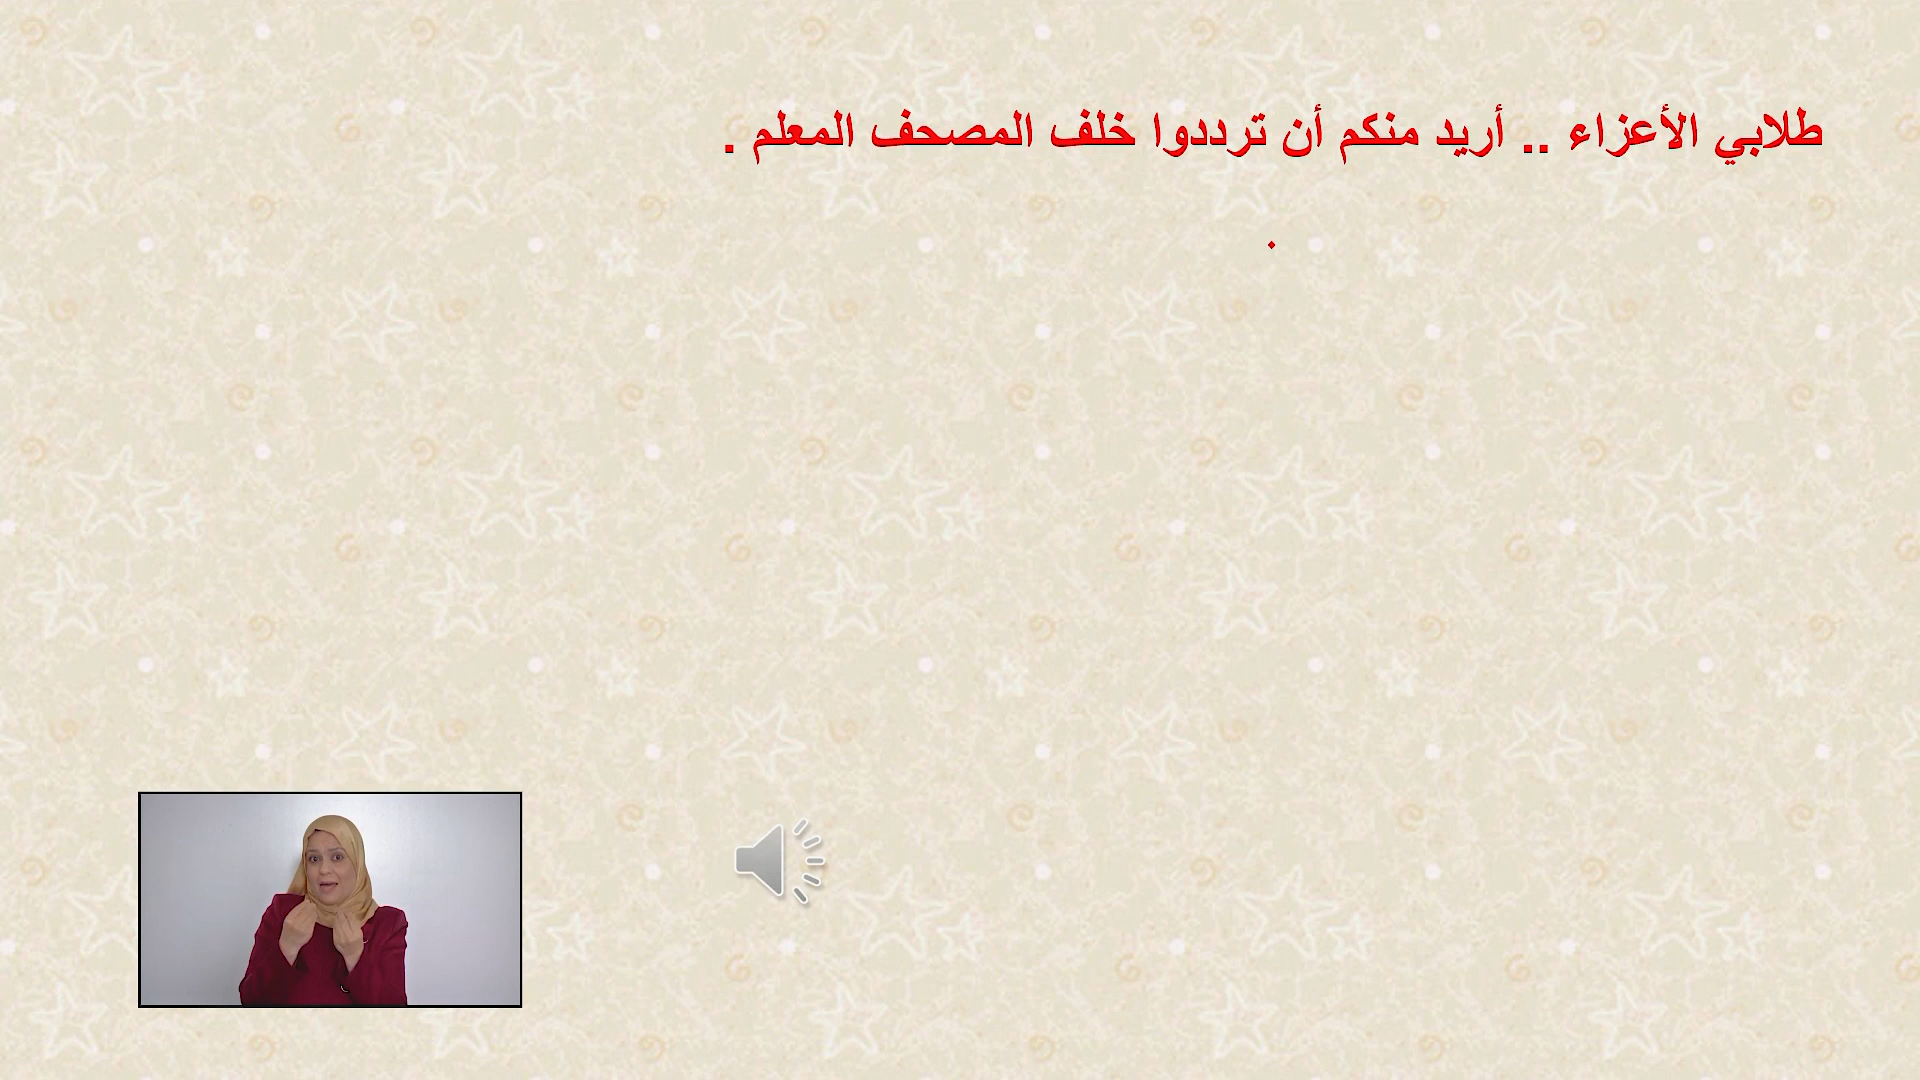 طلابي الأعزاء .. أريد منكم أن ترددوا خلف المصحف المعلم .
.